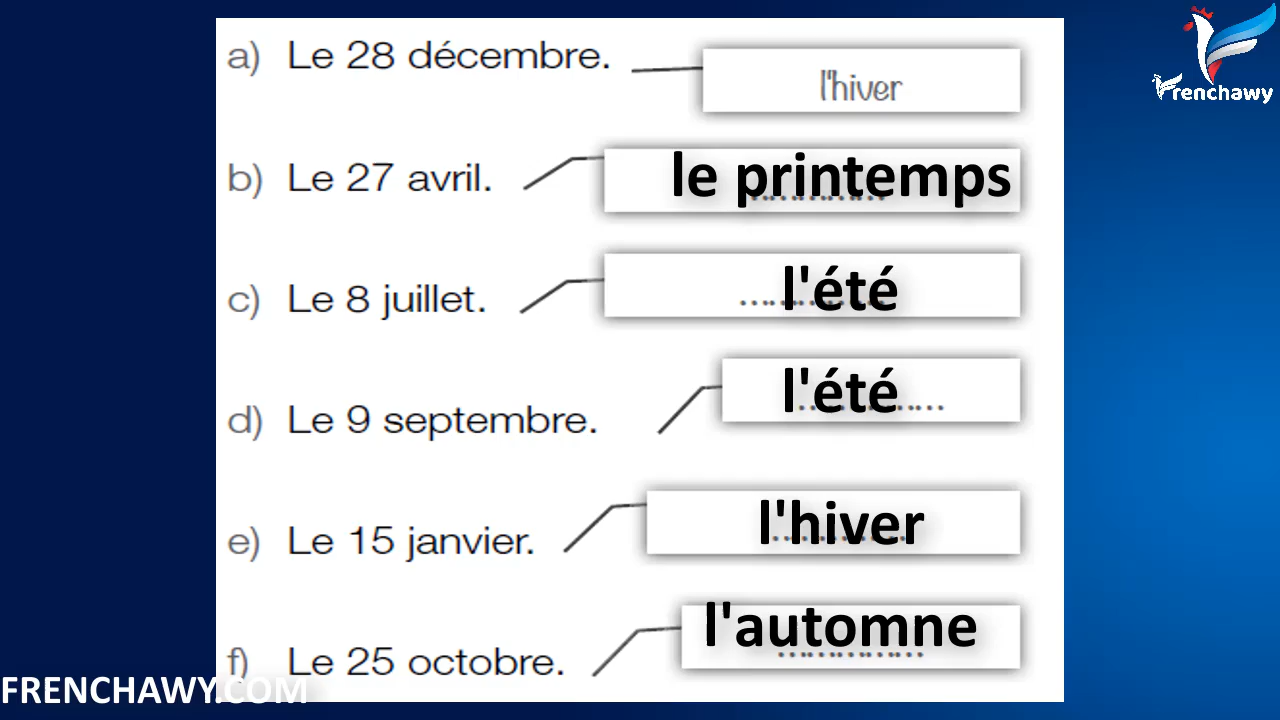 a) Le 28 décembre. l'hiver
Frenchawy
b) Le 27 avril. le printemps
c) Le 8 juillet. l'été
d) Le 9 septembre. l'été
e) Le 15 janvier. l'hiver
f) Le 25 octobre. l'automne
FRENCHAWY.COM